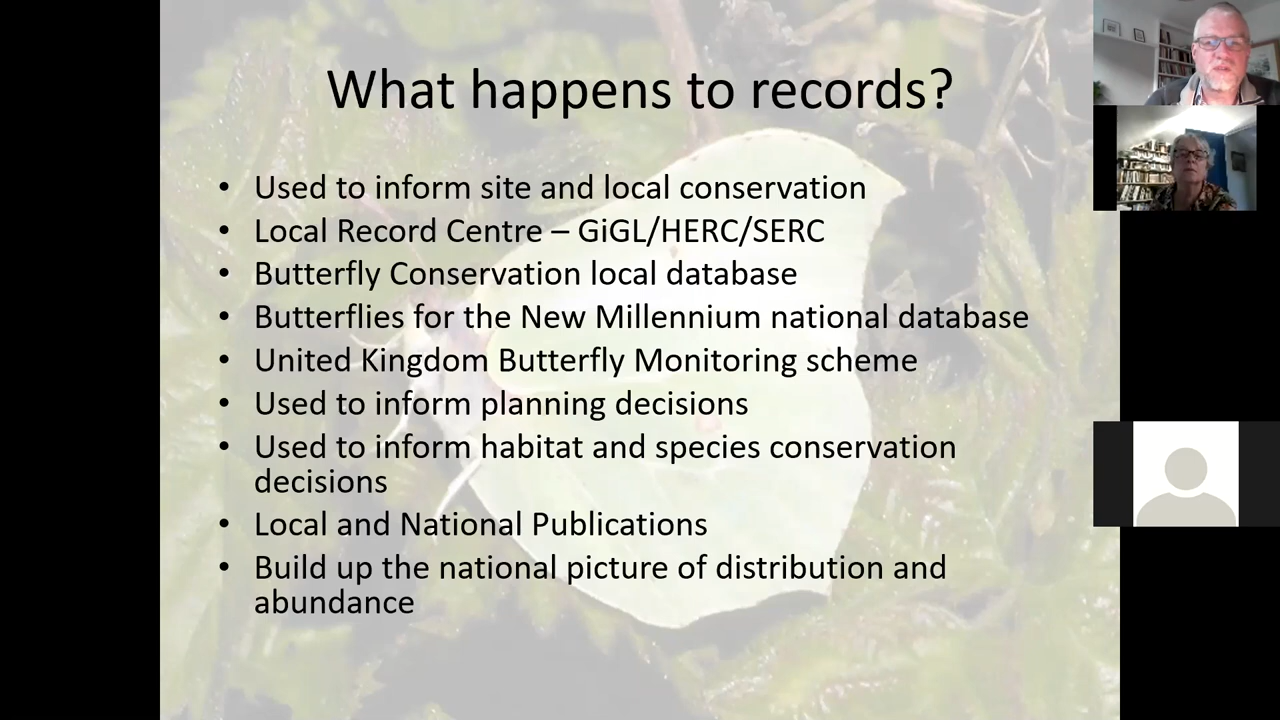 What happens to records?
• Used to inform site and local conservation
• Local Record Centre – GiGL/HERC/SERC
• Butterfly Conservation local database
• Butterflies for the New Millennium national database
• United Kingdom Butterfly Monitoring scheme
• Used to inform planning decisions
• Used to inform habitat and species conservation
decisions
• Local and National Publications
• Build up the national picture of distribution and
abundance